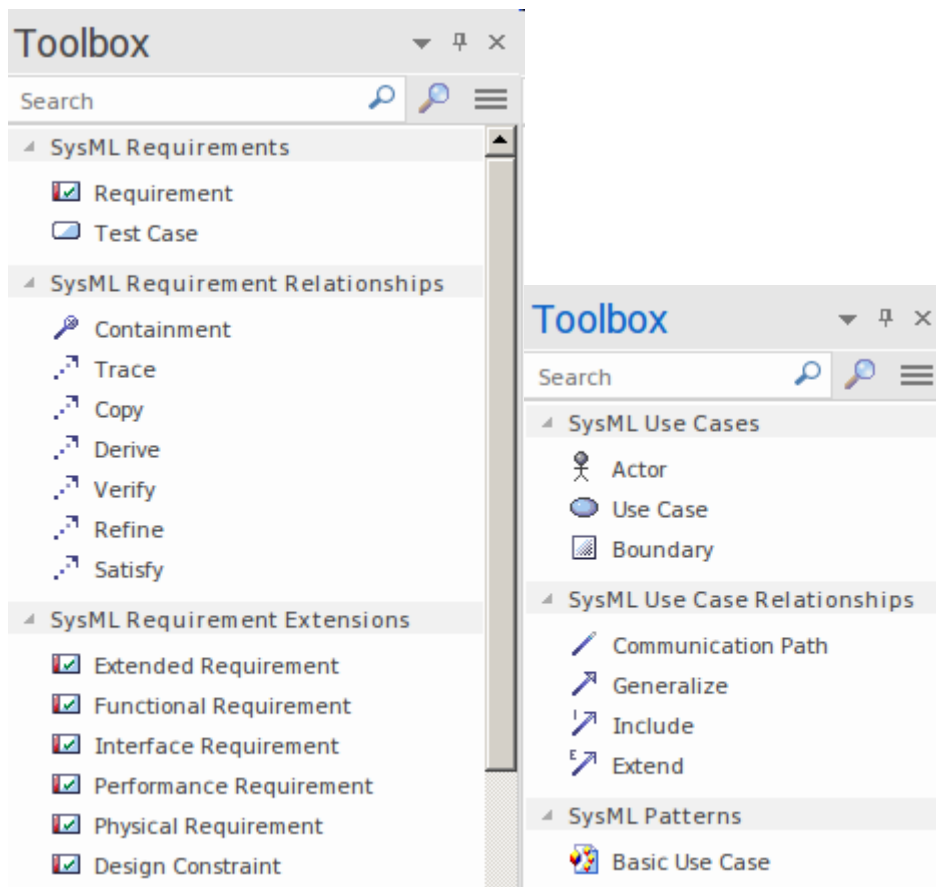 Toolbox
Search
SysML Requirements
Requirement
Test Case
SysML Requirement Relationships
Containment
Trace
Copy
Derive
Verify
Refine
Satisfy
SysML Requirement Extensions
Extended Requirement
Functional Requirement
Interface Requirement
Performance Requirement
Physical Requirement
Design Constraint
Toolbox
Search
SysML Use Cases
Actor
Use Case
Boundary
SysML Use Case Relationships
Communication Path
Generalize
Include
Extend
SysML Patterns
Basic Use Case